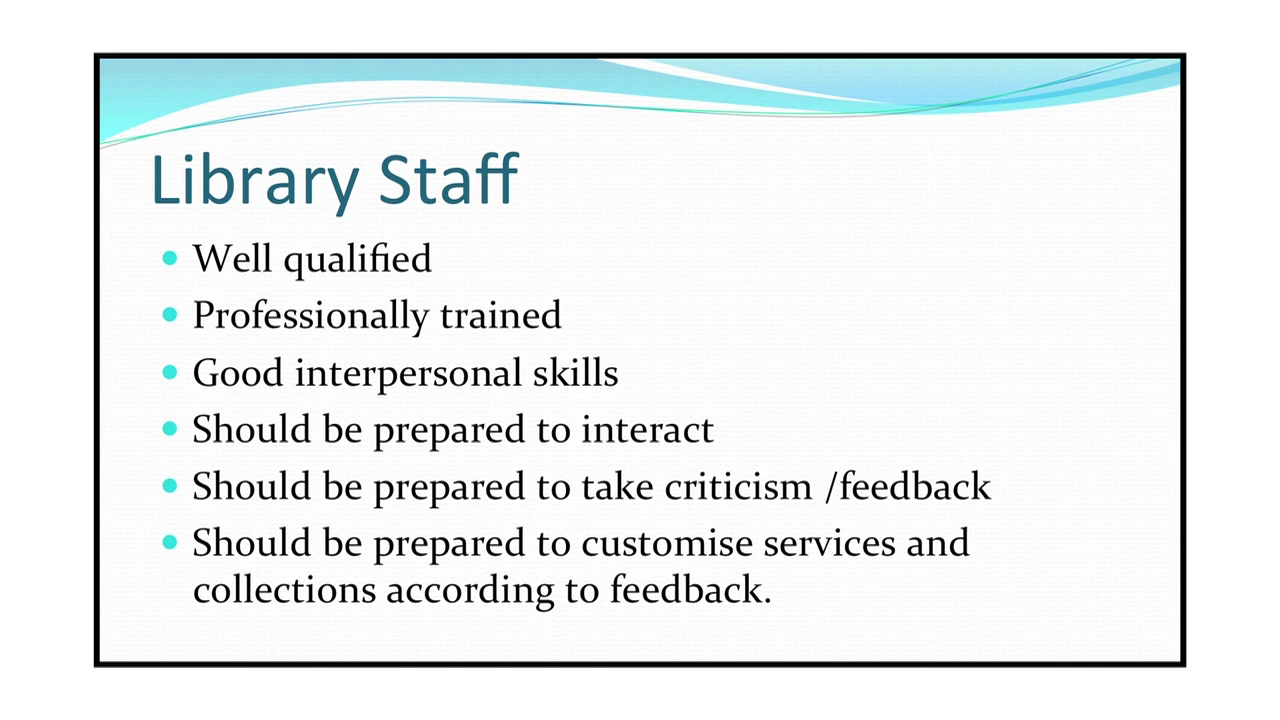 Library Staff
Well qualified
Professionally trained
Good interpersonal skills
Should be prepared to interact
Should be prepared to take criticism /feedback
Should be prepared to customise services and
collections according to feedback.